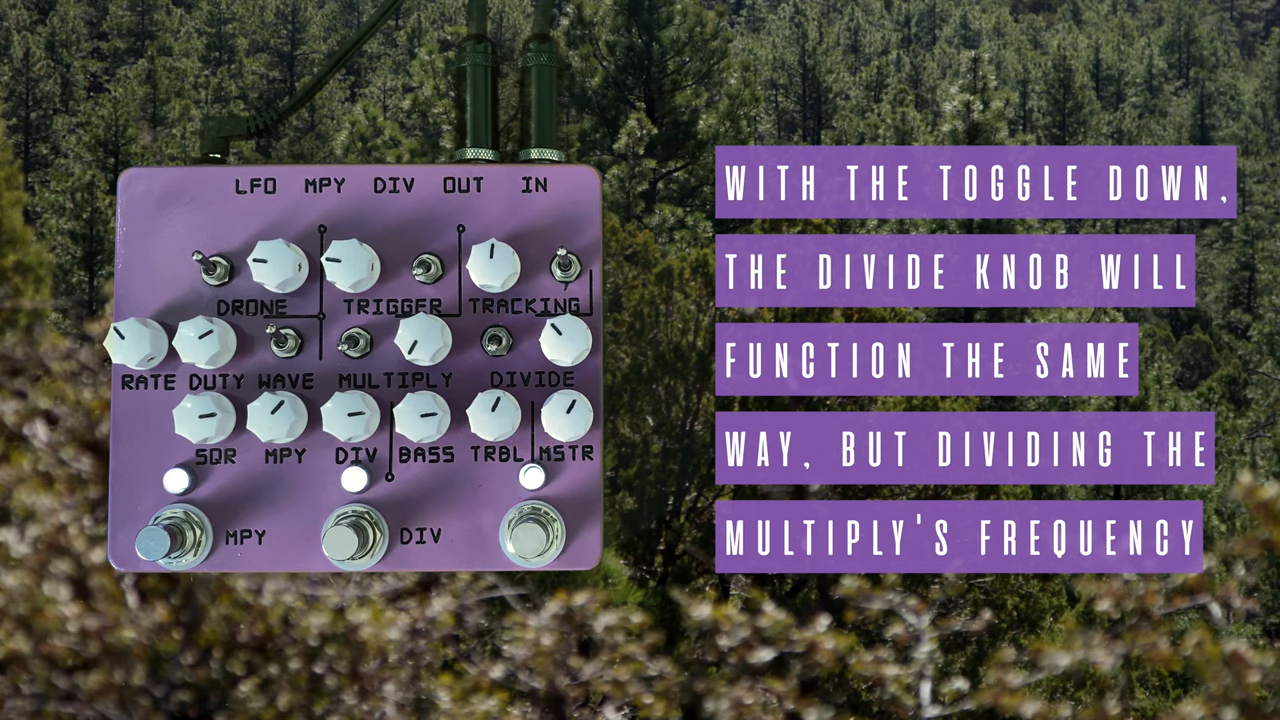 LFO MPY DIV OUT IN
DRONE TRIGGER TRACKING
RATE DUTY WAVE MULTIPLY DIVIDE
SQR MPY DIV BASS TRBL MSTR
MPY DIV
WITH THE TOGGLE DOWN,
THE DIVIDE KNOB WILL
FUNCTION THE SAME
WAY, BUT DIVIDING THE
MULTIPLY'S FREQUENCY